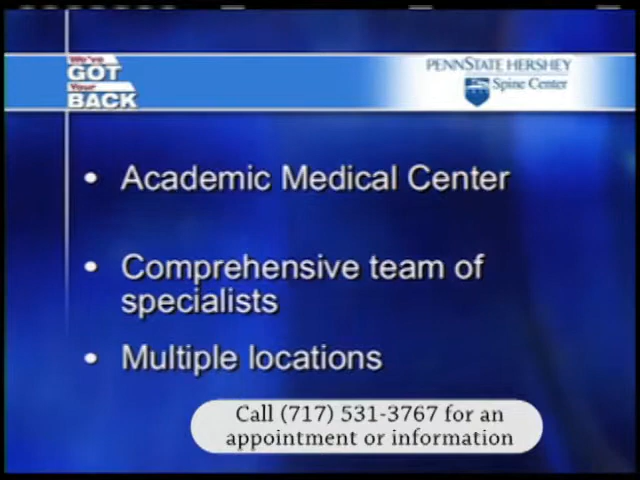 We've
GOT
Your
BACK
PENNSTATE HERSHEY
Spine Center
• Academic Medical Center
• Comprehensive team of
specialists
• Multiple locations
Call (717) 531-3767 for an
appointment or information